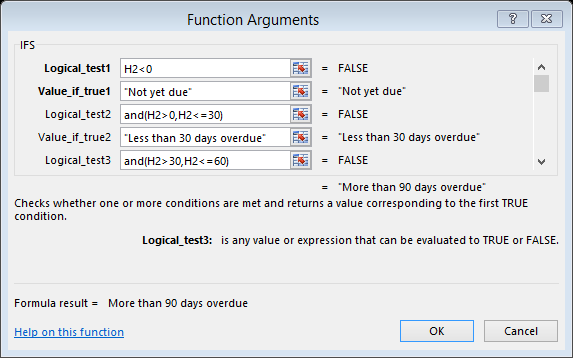 Function Arguments
IFS
Logical_test1 H2<0 = FALSE
Value_if_true1 "Not yet due" = "Not yet due"
Logical_test2 and(H2>0,H2<=30) = FALSE
Value_if_true2 "Less than 30 days overdue" = "Less than 30 days overdue"
Logical_test3 and(H2>30,H2<=60) = FALSE
= "More than 90 days overdue"
Checks whether one or more conditions are met and returns a value corresponding to the first TRUE
condition.
Logical_test3: is any value or expression that can be evaluated to TRUE or FALSE.
Formula result = More than 90 days overdue
Help on this function OK Cancel